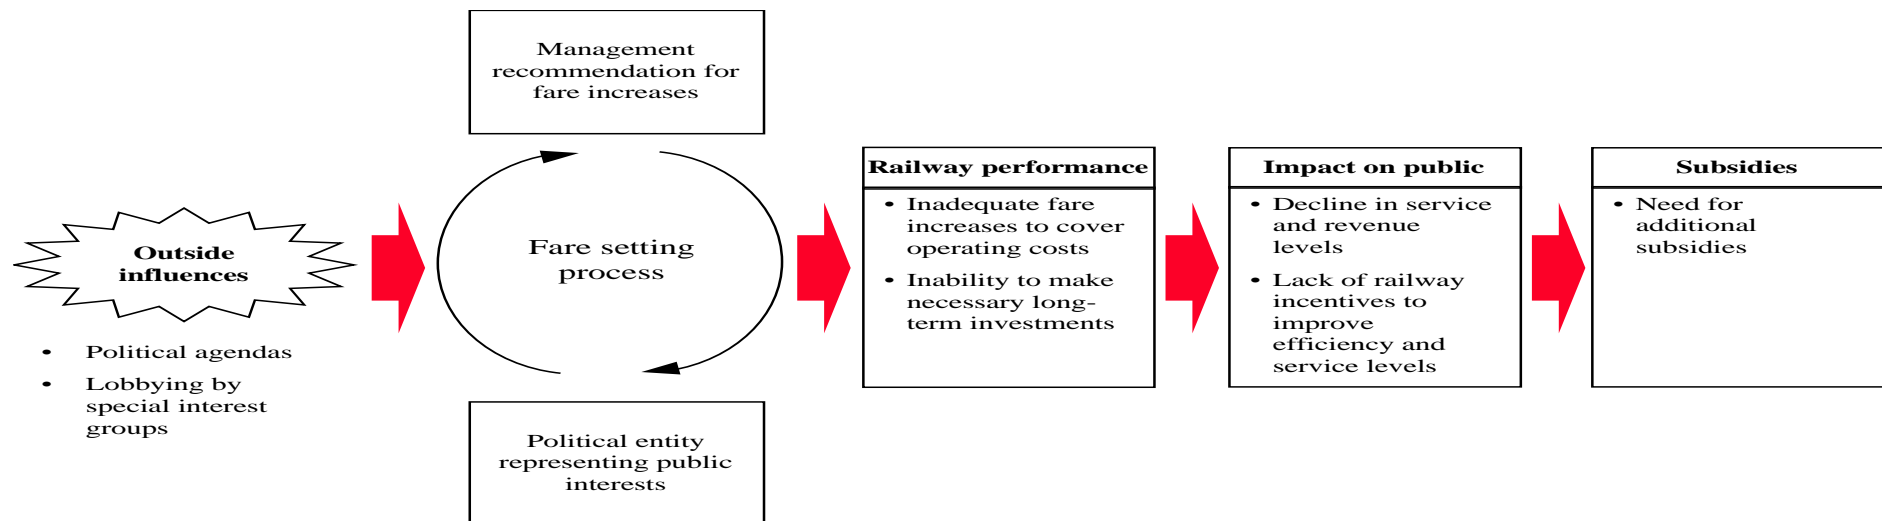 Management
recommendation for
fare increases
Outside
influences
• Political agendas
• Lobbying by
special interest
groups
Fare setting
process
Political entity
representing public
interests
Railway performance
• Inadequate fare
increases to cover
operating costs
• Inability to make
necessary long-
term investments
Impact on public
• Decline in service
and revenue
levels
• Lack of railway
incentives to
improve
efficiency and
service levels
Subsidies
• Need for
additional
subsidies